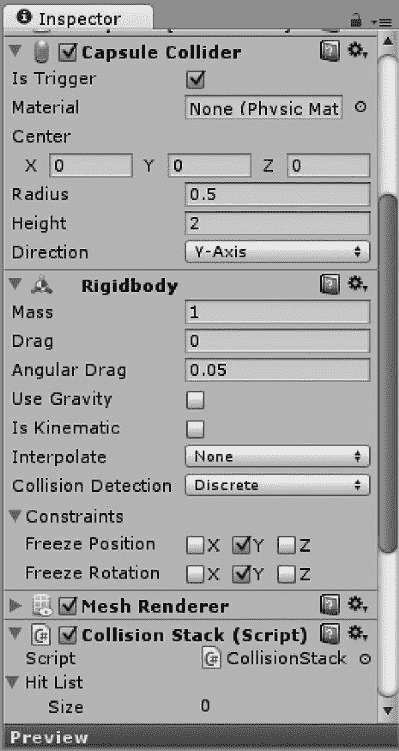 Inspector
Capsule Collider
Is Trigger
Material None (Physic Mat
Center
X 0 Y 0 Z 0
Radius 0.5
Height 2
Direction Y-Axis
Rigidbody
Mass 1
Drag 0
Angular Drag 0.05
Use Gravity
Is Kinematic
Interpolate None
Collision Detection Discrete
Constraints
Freeze Position X Y Z
Freeze Rotation X Y Z
Mesh Renderer
Collision Stack (Script)
Script C# CollisionStack
Hit List
Size 0
Preview